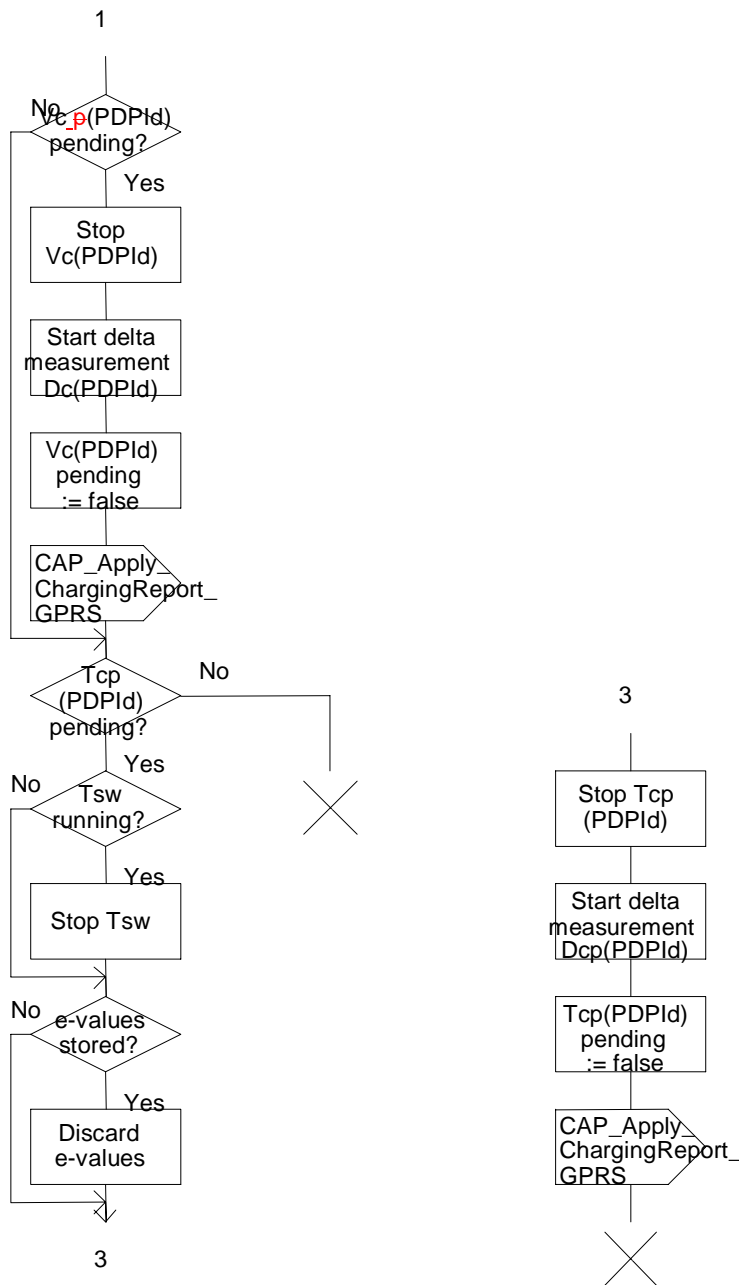 1
No
Vc_p(PDPId)
pending?
Yes
Stop
Vc(PDPId)
Start delta
measurement
Dc(PDPId)
Vc(PDPId)
pending
:= false
CAP_Apply_
ChargingReport_
GPRS
Tcp
(PDPId)
pending?
No
Yes
No
Tsw
running?
Yes
Stop Tsw
No
e-values
stored?
Yes
Discard
e-values
3
3
Stop Tcp
(PDPId)
Start delta
measurement
Dcp(PDPId)
Tcp(PDPId)
pending
:= false
CAP_Apply_
ChargingReport_
GPRS